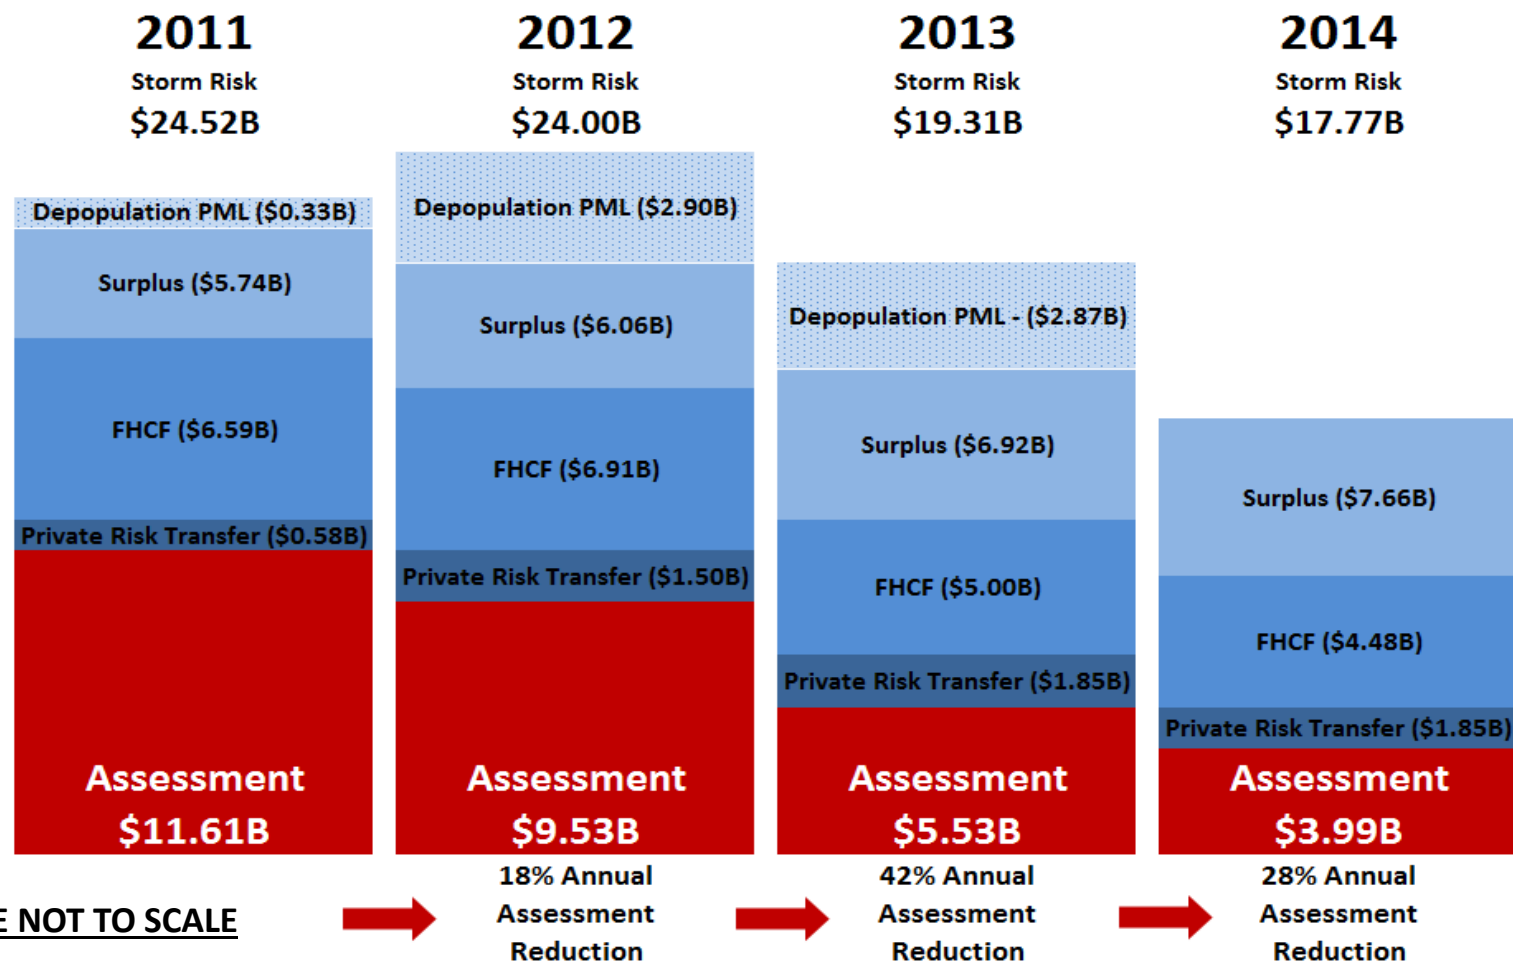 2011
Storm Risk
$24.52B
Depopulation PML ($0.33B)
Surplus ($5.74B)
FHCF ($6.59B)
Private Risk Transfer ($0.58B)
Assessment
$11.61B
2012
Storm Risk
$24.00B
Depopulation PML ($2.90B)
Surplus ($6.06B)
FHCF ($6.91B)
Private Risk Transfer ($1.50B)
Assessment
$9.53B
18% Annual
Assessment
Reduction
2013
Storm Risk
$19.31B
Depopulation PML - ($2.87B)
Surplus ($6.92B)
FHCF ($5.00B)
Private Risk Transfer ($1.85B)
Assessment
$5.53B
42% Annual
Assessment
Reduction
2014
Storm Risk
$17.77B
Surplus ($7.66B)
FHCF ($4.48B)
Private Risk Transfer ($1.85B)
Assessment
$3.99B
28% Annual
Assessment
Reduction
E NOT TO SCALE